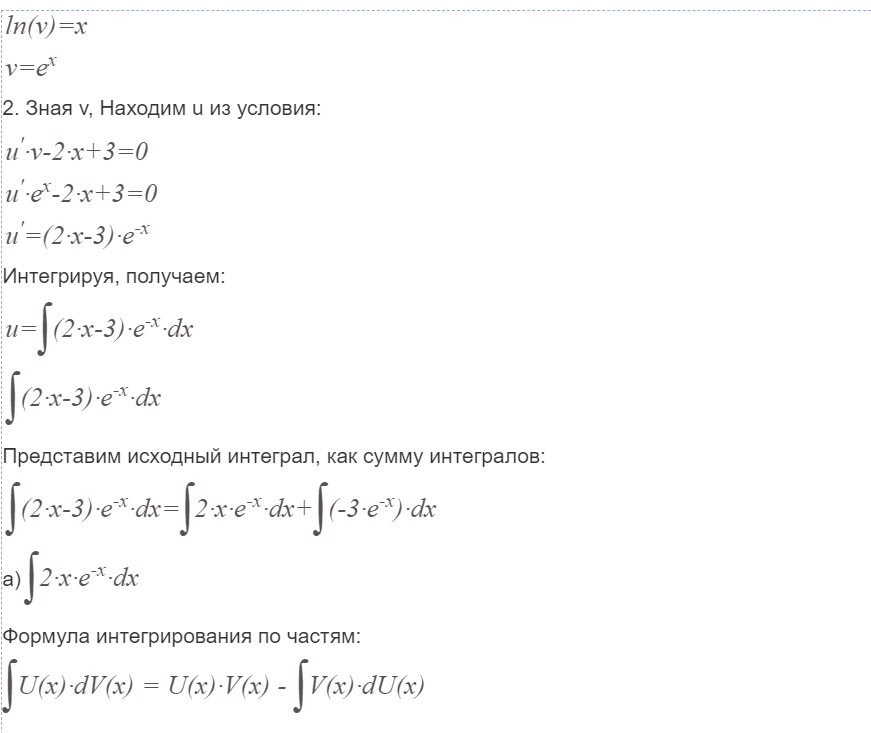 ln(v)=x
v=eˣ
2. Зная v, Находим u из условия:
u'·v-2·x+3=0
u'·eˣ-2·x+3=0
u'=(2·x-3)·e⁻ˣ
Интегрируя, получаем:
u=∫(2·x-3)·e⁻ˣ·dx
∫(2·x-3)·e⁻ˣ·dx
Представим исходный интеграл, как сумму интегралов:
∫(2·x-3)·e⁻ˣ·dx=∫2·x·e⁻ˣ·dx+∫(-3·e⁻ˣ)·dx
а) ∫2·x·e⁻ˣ·dx
Формула интегрирования по частям:
∫U(x)·dV(x) = U(x)·V(x) - ∫V(x)·dU(x)